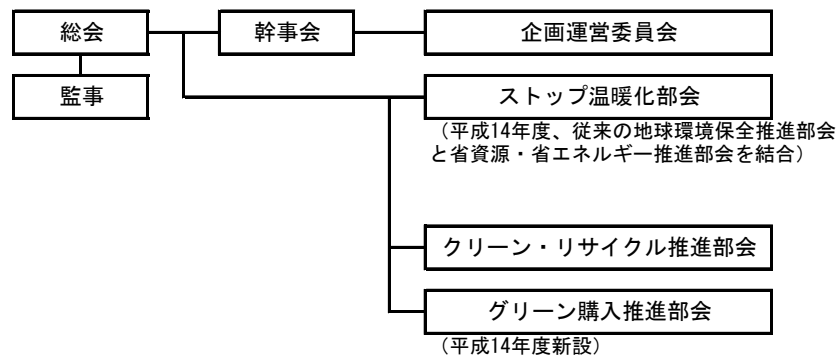 総会
幹事会
企画運営委員会
監事
ストップ温暖化部会
（平成14年度、従来の地球環境保全推進部会
と省資源・省エネルギー推進部会を結合）
クリーン・リサイクル推進部会
グリーン購入推進部会
（平成14年度新設）